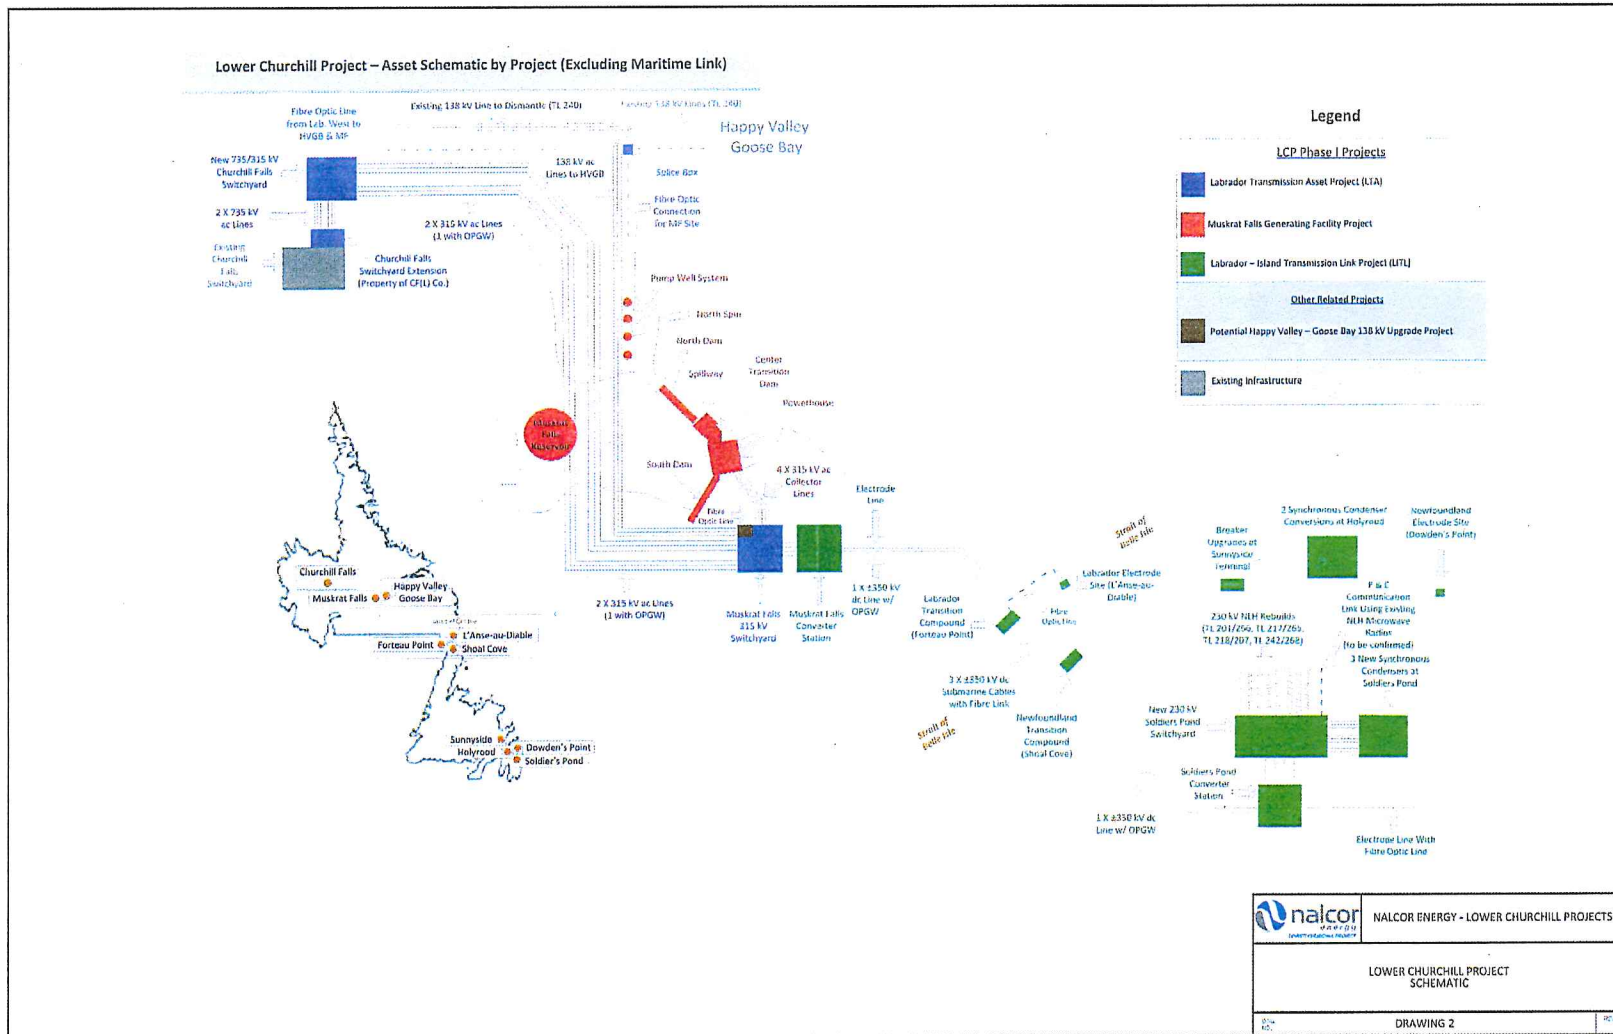 Lower Churchill Project – Asset Schematic by Project (Excluding Maritime Link)
Fibre Optic Line
from Lab. West to
HVGB & MF
Existing 138 kV Line to Dismantle (TL 240)
Existing 138 kV Lines (TL 240)
Happy Valley
Goose Bay
New 735/315 kV
Churchill Falls
Switchyard
138 kV ac
Lines to HVGB
Splice Box
Fibre Optic
Connection
for MF Site
2 X 735 kV
ac Lines
2 X 315 kV ac Lines
(1 with OPGW)
Existing
Churchill
Falls
Switchyard
Churchill Falls
Switchyard Extension
(Property of CF(L) Co.)
Pump Well System
North Spur
North Dam
Spillway
Center
Transition
Dam
Powerhouse
Muskrat
Falls
Reservoir
South Dam
4 X 315 kV ac
Collector
Lines
Fibre
Optic Line
Electrode
Line
2 X 315 kV ac Lines
(1 with OPGW)
Muskrat Falls
315 kV
Switchyard
Muskrat Falls
Converter
Station
1 X ±350 kV
dc Line w/
OPGW
Labrador
Transition
Compound
(Forteau Point)
Strait of
Belle Isle
Labrador Electrode
Site (L'Anse-au-
Diable)
Fibre
Optic Line
3 X ±350 kV dc
Submarine Cables
with Fibre Link
Strait of
Belle Isle
Newfoundland
Transition
Compound
(Shoal Cove)
Breaker
Upgrades at
Sunnyside
Terminal
2 Synchronous Condenser
Conversions at Holyrood
Newfoundland
Electrode Site
(Dowden's Point)
230 kV NLH Rebuilds
(TL 201/266, TL 217/265,
TL 218/267, TL 242/268)
P & C
Communication
Link Using Existing
NLH Microwave
Radios
(to be confirmed)
3 New Synchronous
Condensers at
Soldiers Pond
New 230 kV
Soldiers Pond
Switchyard
Soldiers Pond
Converter
Station
1 X ±350 kV dc
Line w/ OPGW
Electrode Line With
Fibre Optic Line
Legend
LCP Phase I Projects
Labrador Transmission Asset Project (LTA)
Muskrat Falls Generating Facility Project
Labrador – Island Transmission Link Project (LITL)
Other Related Projects
Potential Happy Valley – Goose Bay 138 kV Upgrade Project
Existing Infrastructure
Churchill Falls
Muskrat Falls
Happy Valley
Goose Bay
L'Anse-au-Diable
Forteau Point
Shoal Cove
Sunnyside
Holyrood
Dowden's Point
Soldier's Pond
nalcor
energy
NALCOR ENERGY - LOWER CHURCHILL PROJECTS
LOWER CHURCHILL PROJECT
SCHEMATIC
DRAWING 2